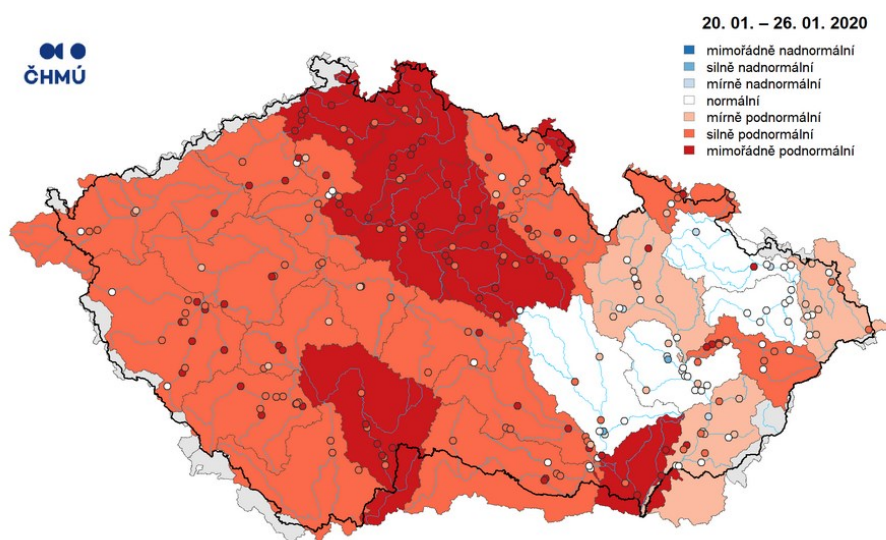 20. 01. – 26. 01. 2020
ČHMÚ
mimořádně nadnormální
silně nadnormální
mírně nadnormální
normální
mírně podnormální
silně podnormální
mimořádně podnormální